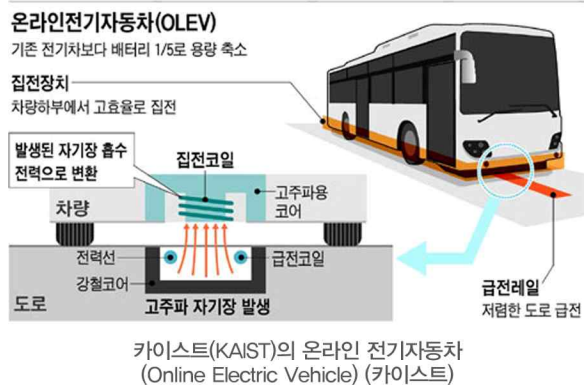 온라인전기자동차(OLEV)
기존 전기차보다 배터리 1/5로 용량 축소
집전장치
차량하부에서 고효율로 집전
발생된 자기장 흡수
전력으로 변환
집전코일
고주파용
코어
차량
전력선
급전코일
강철코어
도로
고주파 자기장 발생
급전레일
저렴한 도로 급전
카이스트(KAIST)의 온라인 전기자동차
(Online Electric Vehicle) (카이스트)